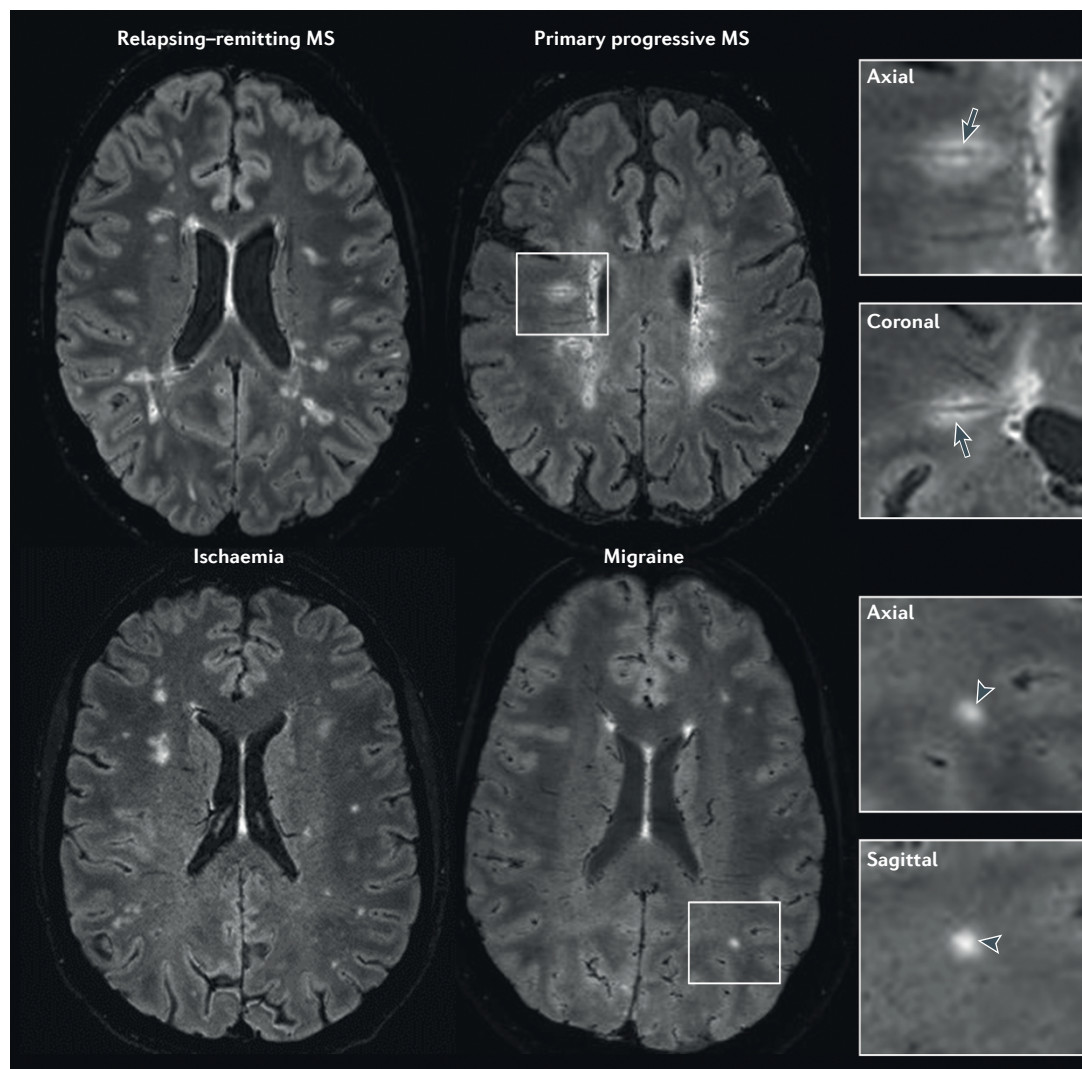 Relapsing–remitting MS
Primary progressive MS
Axial
Coronal
Ischaemia
Migraine
Axial
Sagittal